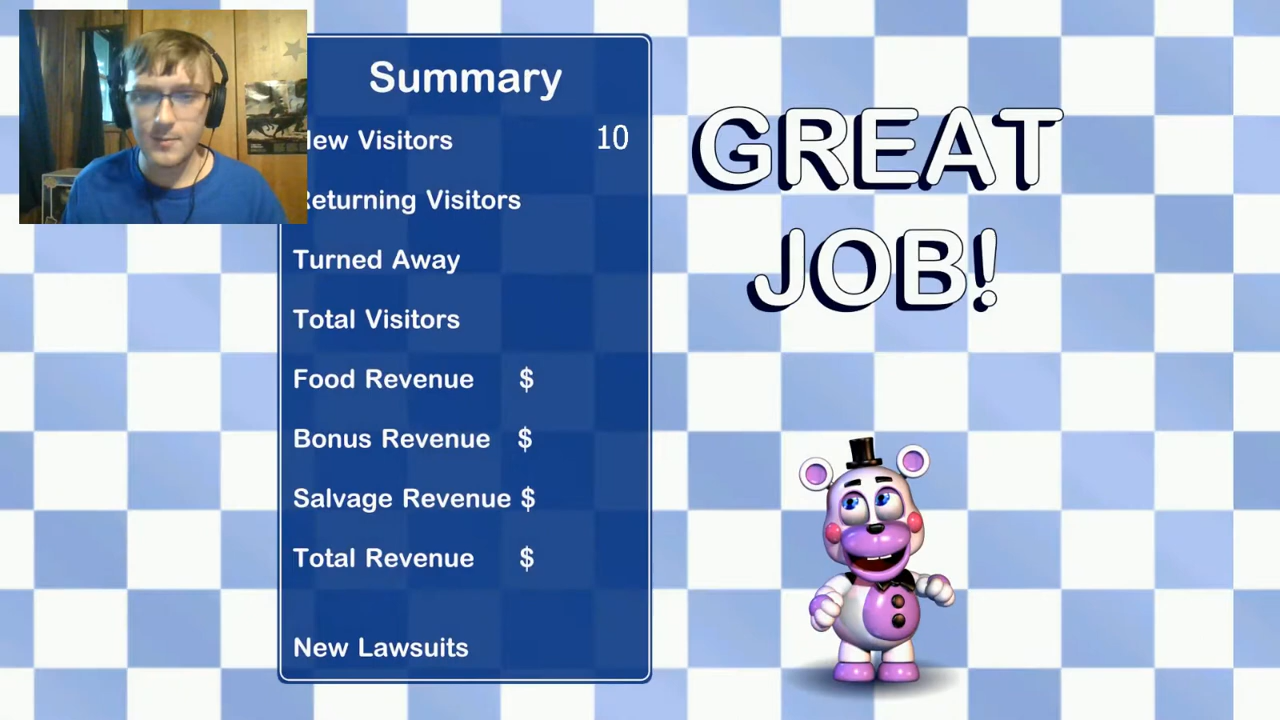 Summary
New Visitors 10
Returning Visitors
Turned Away
Total Visitors
Food Revenue $
Bonus Revenue $
Salvage Revenue $
Total Revenue $
New Lawsuits
GREAT
JOB!